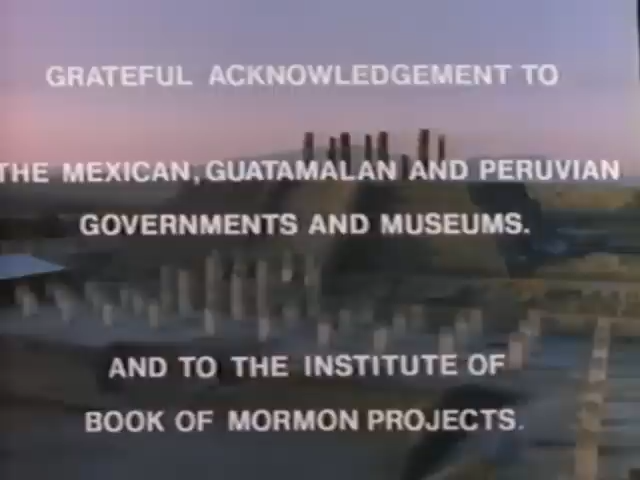 GRATEFUL ACKNOWLEDGEMENT TO
THE MEXICAN, GUATAMALAN AND PERUVIAN
GOVERNMENTS AND MUSEUMS.
AND TO THE INSTITUTE OF
BOOK OF MORMON PROJECTS.